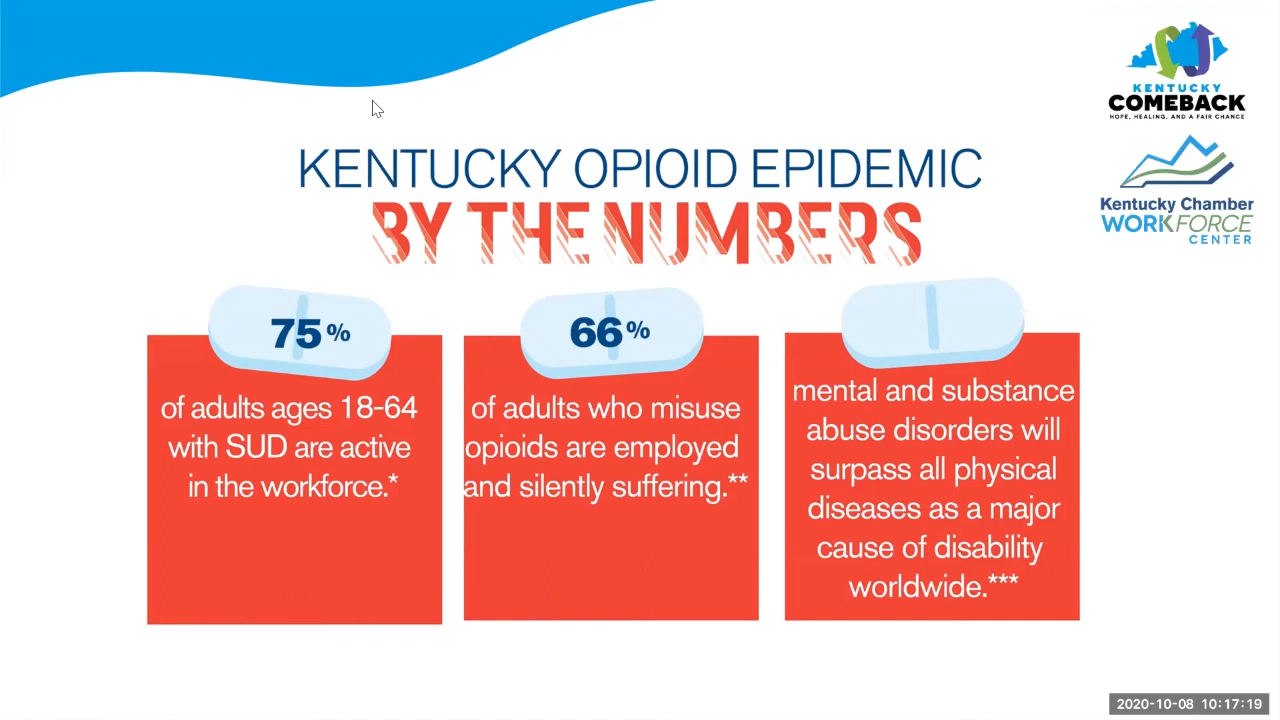 KENTUCKY
COMEBACK
HOPE, HEALING, AND A FAIR CHANCE
Kentucky Chamber
WORKFORCE
CENTER
KENTUCKY OPIOID EPIDEMIC
BY THE NUMBERS
75%
of adults ages 18-64
with SUD are active
in the workforce.*
66%
of adults who misuse
opioids are employed
and silently suffering.**
mental and substance
abuse disorders will
surpass all physical
diseases as a major
cause of disability
worldwide.***
2020-10-08 10:17:19